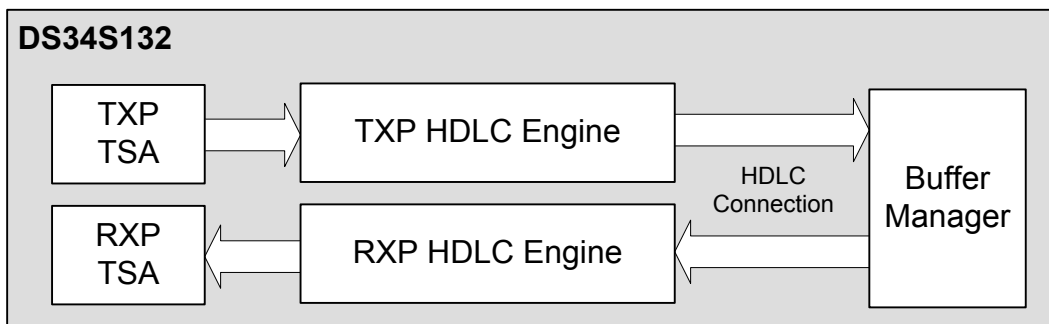 DS34S132
TXP
TSA
TXP HDLC Engine
HDLC
Connection
Buffer
Manager
RXP
TSA
RXP HDLC Engine